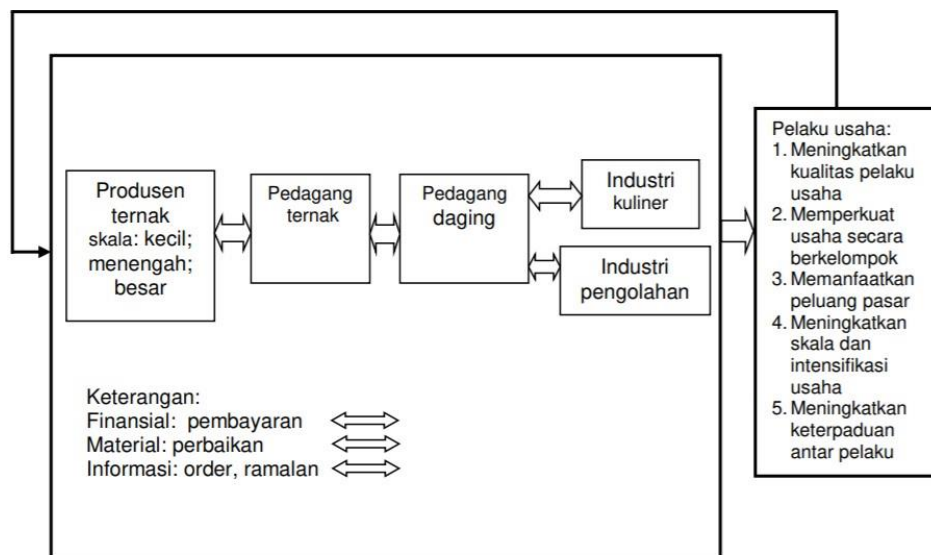 Produsen
ternak
skala: kecil;
menengah;
besar
Pedagang
ternak
Pedagang
daging
Industri
kuliner
Industri
pengolahan
Keterangan:
Finansial: pembayaran
Material: perbaikan
Informasi: order, ramalan
Pelaku usaha:
1. Meningkatkan
kualitas pelaku
usaha
2. Memperkuat
usaha secara
berkelompok
3. Memanfaatkan
peluang pasar
4. Meningkatkan
skala dan
intensifikasi
usaha
5. Meningkatkan
keterpaduan
antar pelaku